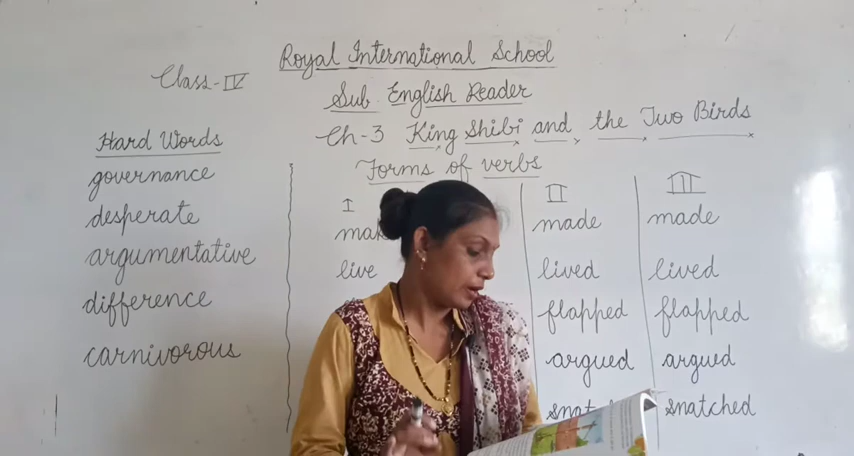 Royal International School
Class-IV
Sub English Reader
Ch-3 King Shibi and the Two Birds
Hard Words
governance
desperate
argumentative
difference
carnivorous
Forms of verbs
I II III
made made
live lived lived
flapped flapped
argued argued
snatched